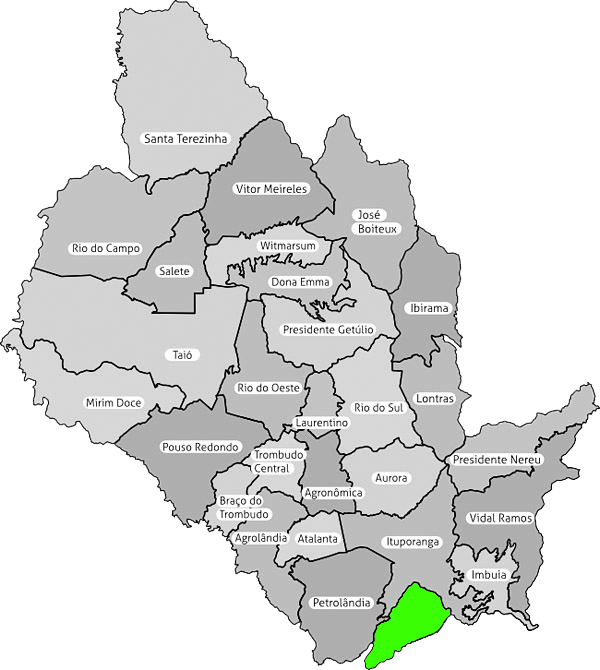 Santa Terezinha
Vitor Meireles
José
Boiteux
Rio do Campo
Witmarsum
Salete
Dona Emma
Ibirama
Presidente Getúlio
Taió
Rio do Oeste
Lontras
Mirim Doce
Rio do Sul
Laurentino
Pouso Redondo
Trombudo
Central
Presidente Nereu
Aurora
Agronômica
Braço do
Trombudo
Vidal Ramos
Agrolândia
Atalanta
Ituporanga
Imbuia
Petrolândia